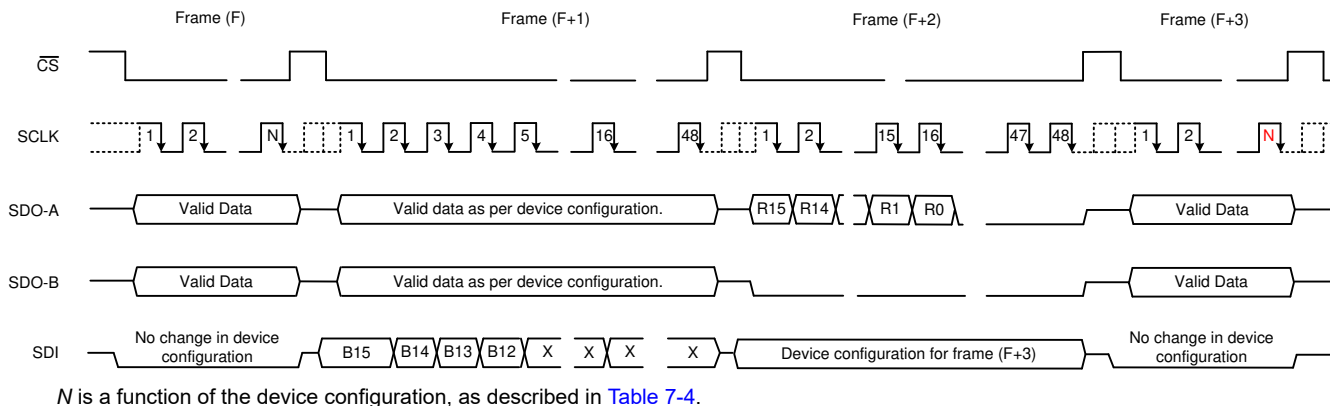 Frame (F) Frame (F+1) Frame (F+2) Frame (F+3)
CS
SCLK 1 2 N 1 2 3 4 5 16 48 1 2 15 16 47 48 1 2 N
SDO-A Valid Data Valid data as per device configuration. R15 R14 R1 R0 Valid Data
SDO-B Valid Data Valid data as per device configuration. Valid Data
SDI No change in device configuration B15 B14 B13 B12 X X X X Device configuration for frame (F+3) No change in device configuration
N is a function of the device configuration, as described in Table 7-4.